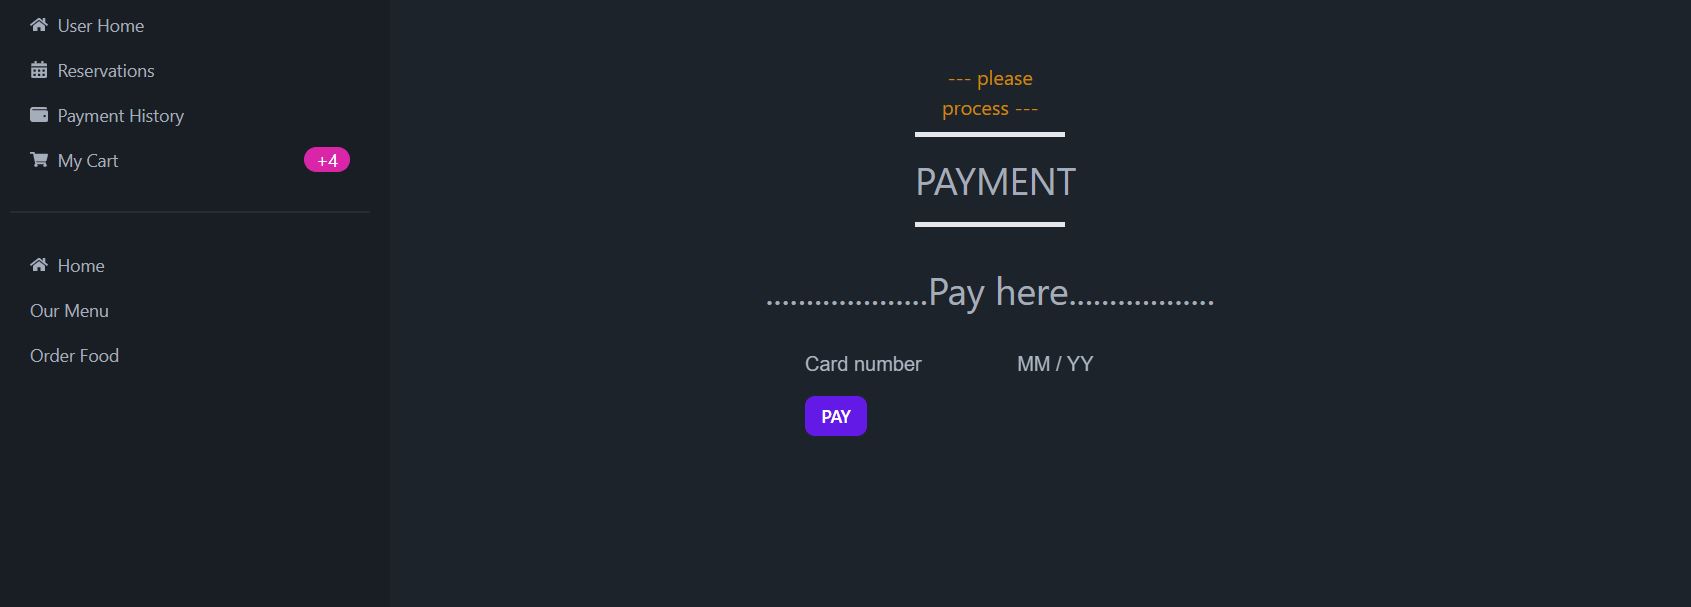 User Home
Reservations
Payment History
My Cart +4
Home
Our Menu
Order Food
--- please
process ---
PAYMENT
....................Pay here..................
Card number MM / YY
PAY